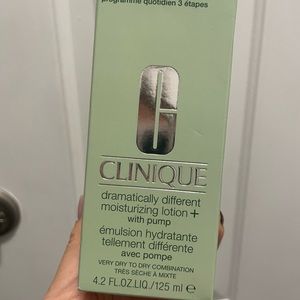 programme quotidien 3 étapes
CLINIQUE
dramatically different
moisturizing lotion +
with pump
émulsion hydratante
tellement différente
avec pompe
VERY DRY TO DRY COMBINATION
TRÈS SÈCHE À MIXTE
4.2 FL.OZ.LIQ./125 ml ℮